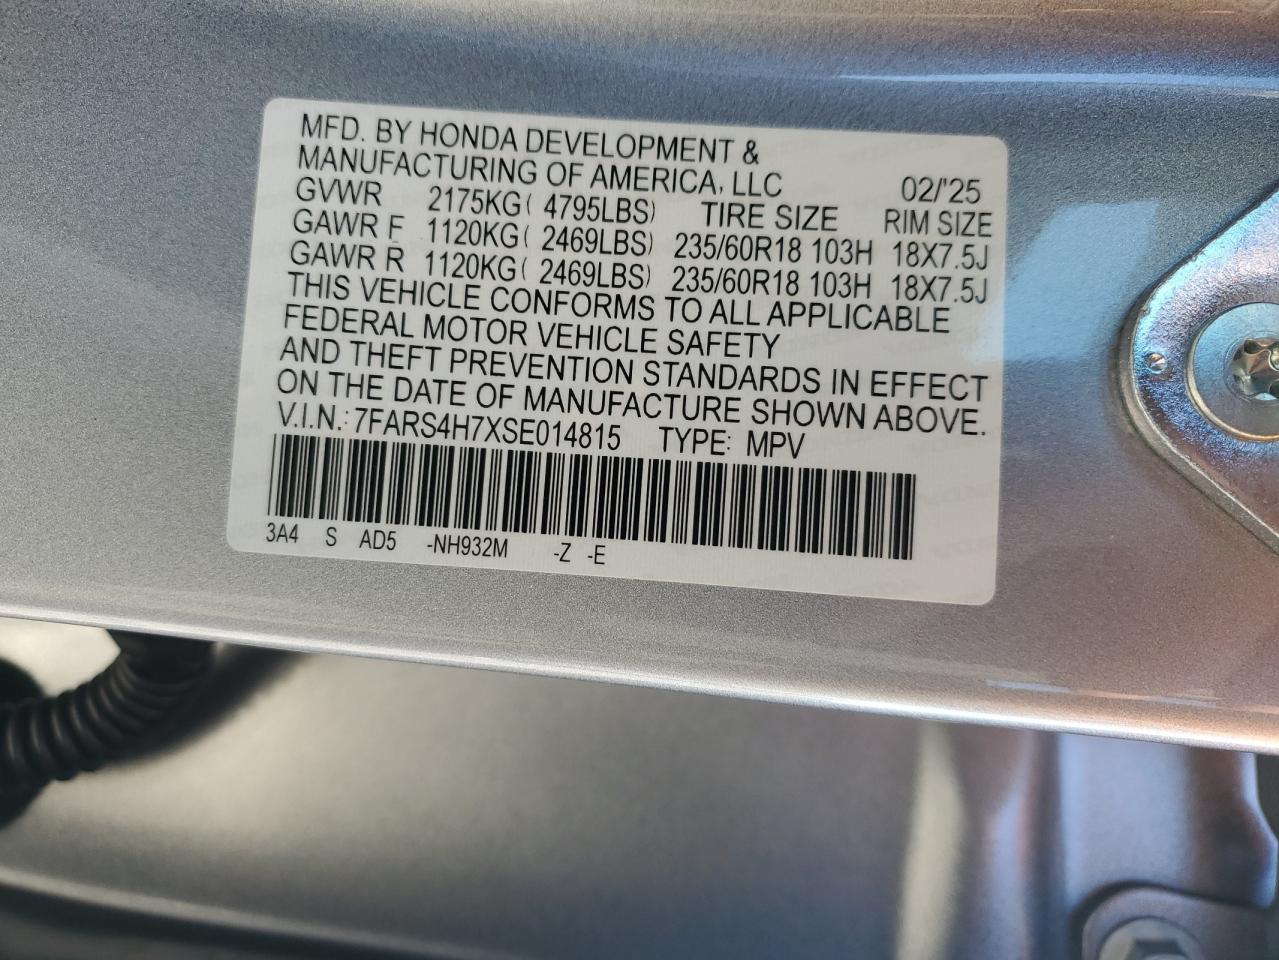 MFD. BY HONDA DEVELOPMENT &
MANUFACTURING OF AMERICA, LLC 02/'25
GVWR 2175KG( 4795LBS) TIRE SIZE RIM SIZE
GAWR F 1120KG( 2469LBS) 235/60R18 103H 18X7.5J
GAWR R 1120KG( 2469LBS) 235/60R18 103H 18X7.5J
THIS VEHICLE CONFORMS TO ALL APPLICABLE
FEDERAL MOTOR VEHICLE SAFETY
AND THEFT PREVENTION STANDARDS IN EFFECT
ON THE DATE OF MANUFACTURE SHOWN ABOVE.
V.I.N.: 7FARS4H7XSE014815 TYPE: MPV
3A4 S AD5 -NH932M -Z -E